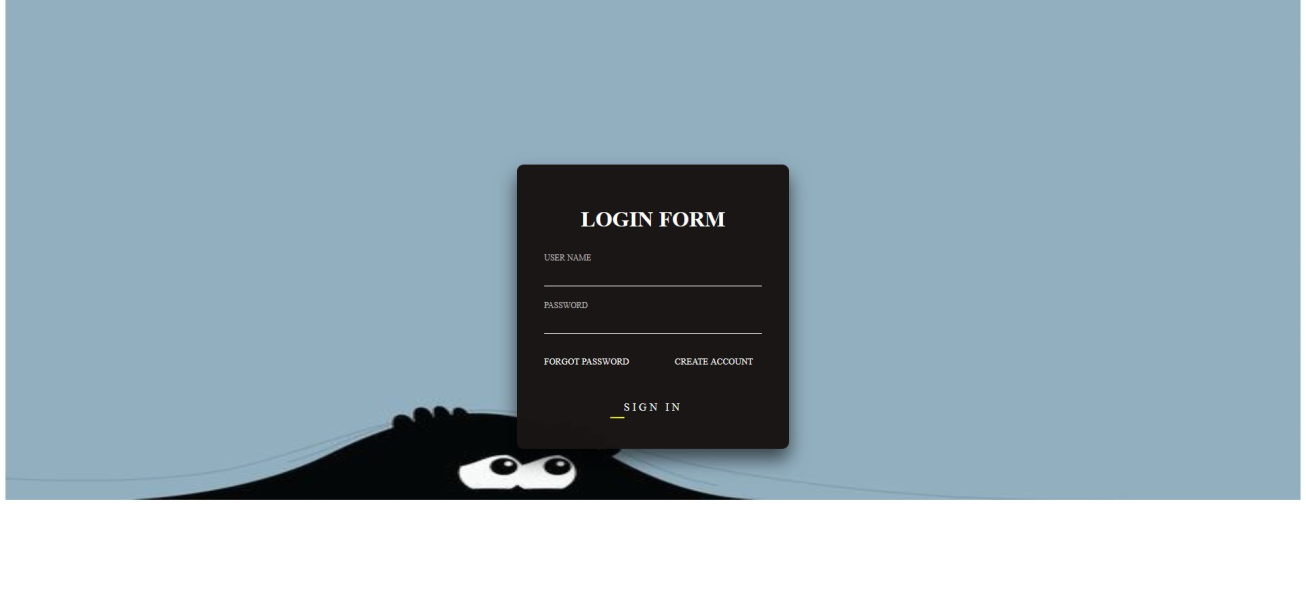 LOGIN FORM
USER NAME
PASSWORD
FORGOT PASSWORD CREATE ACCOUNT
SIGN IN